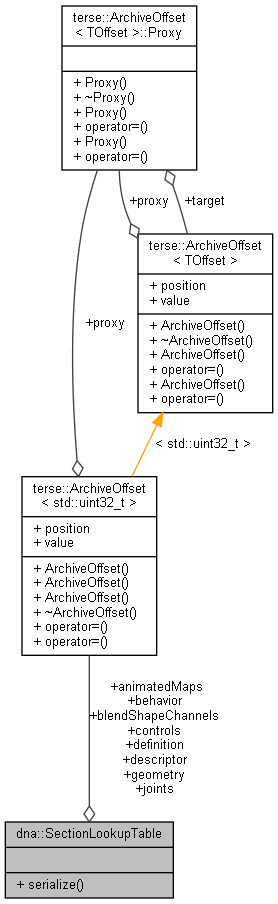 terse::ArchiveOffset
< TOffset >::Proxy
+ Proxy()
+ ~Proxy()
+ Proxy()
+ operator=()
+ Proxy()
+ operator=()
+proxy
+target
terse::ArchiveOffset
< TOffset >
+ position
+ value
+ ArchiveOffset()
+ ~ArchiveOffset()
+ ArchiveOffset()
+ operator=()
+ ArchiveOffset()
+ operator=()
+proxy
< std::uint32_t >
terse::ArchiveOffset
< std::uint32_t >
+ position
+ value
+ ArchiveOffset()
+ ArchiveOffset()
+ ArchiveOffset()
+ ~ArchiveOffset()
+ operator=()
+ operator=()
+animatedMaps
+behavior
+blendShapeChannels
+controls
+definition
+descriptor
+geometry
+joints
dna::SectionLookupTable
+ serialize()